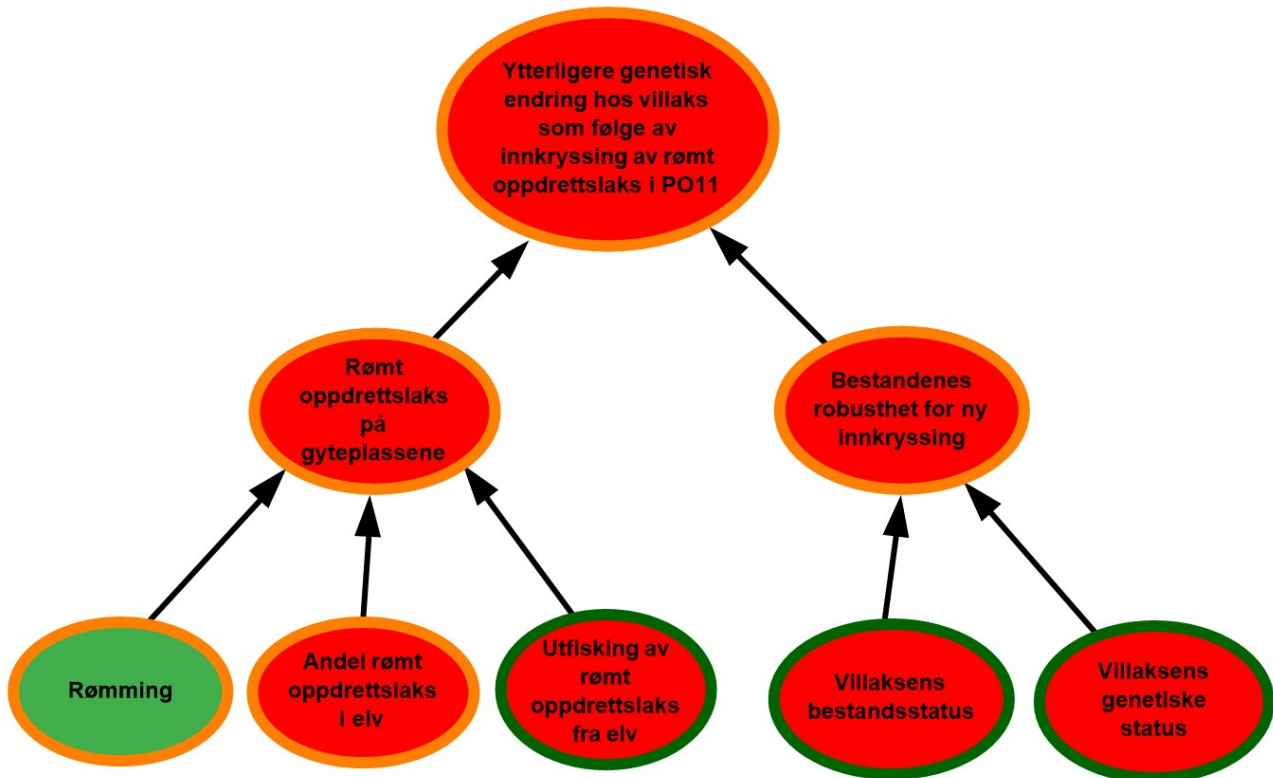 Ytterligere genetisk
endring hos villaks
som følge av
innkryssing av rømt
oppdrettslaks i PO11
Rømt
oppdrettslaks
på
gyteplassene
Bestandenes
robusthet for ny
innkryssing
Rømming
Andel rømt
oppdrettslaks
i elv
Utfisking av
rømt
oppdrettslaks
fra elv
Villaksens
bestandsstatus
Villaksens
genetiske
status